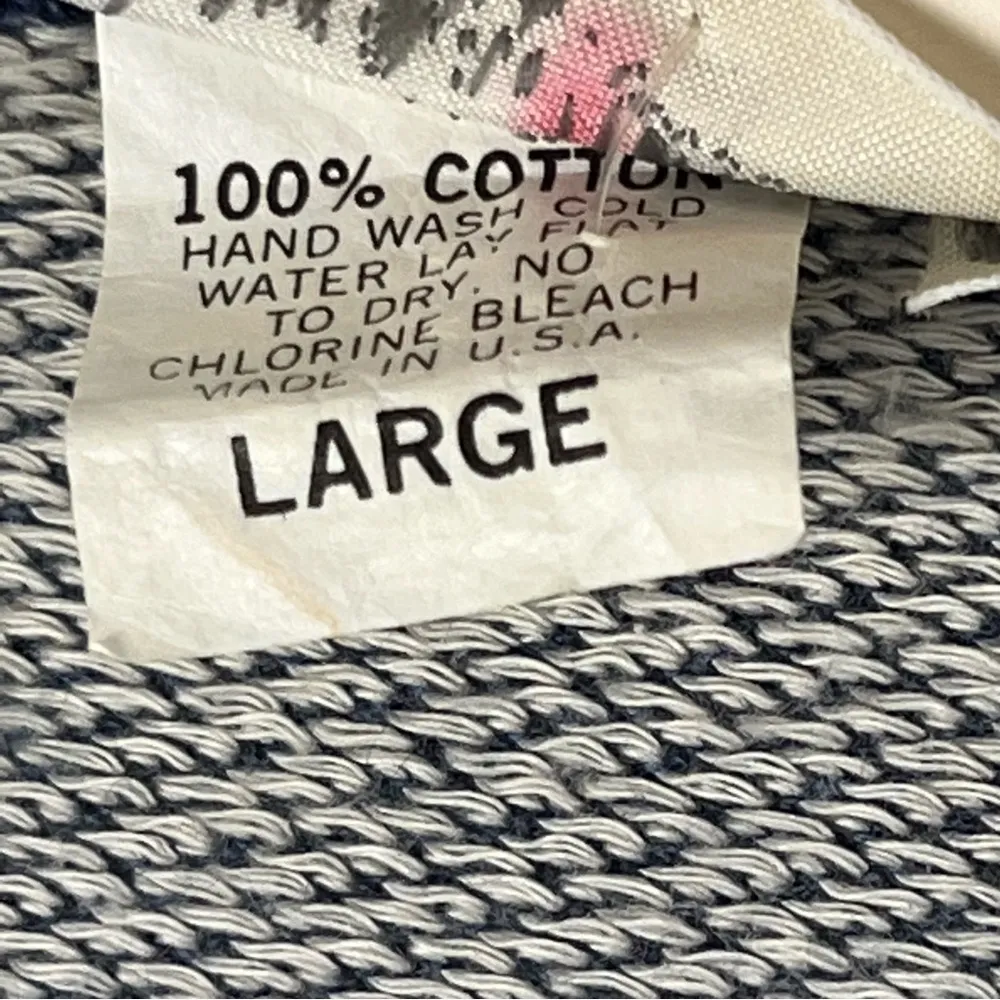 100% COTTON
HAND WASH COLD
WATER LAY FLAT
TO DRY. NO
CHLORINE BLEACH
MADE IN U.S.A.
LARGE